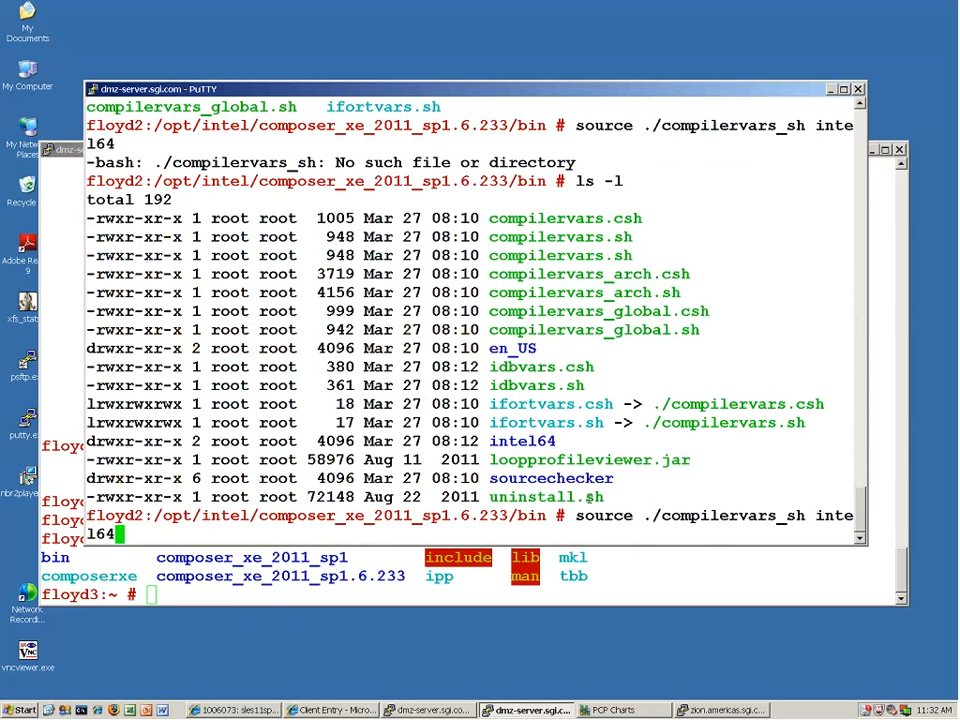 My
Documents
My Computer
My Netw
Places
Recycle
Adobe Rea
9
xfs_stat
psftp.ex
putty.ex
nbr2player
Network
Recordi...
vncviewer.exe
dmz-server.sgi.com - PuTTY
compilervars_global.sh ifortvars.sh
floyd2:/opt/intel/composer_xe_2011_sp1.6.233/bin # source ./compilervars_sh inte
l64
-bash: ./compilervars_sh: No such file or directory
floyd2:/opt/intel/composer_xe_2011_sp1.6.233/bin # ls -l
total 192
-rwxr-xr-x 1 root root 1005 Mar 27 08:10 compilervars.csh
-rwxr-xr-x 1 root root 948 Mar 27 08:10 compilervars.sh
-rwxr-xr-x 1 root root 948 Mar 27 08:10 compilervars.sh
-rwxr-xr-x 1 root root 3719 Mar 27 08:10 compilervars_arch.csh
-rwxr-xr-x 1 root root 4156 Mar 27 08:10 compilervars_arch.sh
-rwxr-xr-x 1 root root 999 Mar 27 08:10 compilervars_global.csh
-rwxr-xr-x 1 root root 942 Mar 27 08:10 compilervars_global.sh
drwxr-xr-x 2 root root 4096 Mar 27 08:10 en_US
-rwxr-xr-x 1 root root 380 Mar 27 08:12 idbvars.csh
-rwxr-xr-x 1 root root 361 Mar 27 08:12 idbvars.sh
lrwxrwxrwx 1 root root 18 Mar 27 08:10 ifortvars.csh -> ./compilervars.csh
lrwxrwxrwx 1 root root 17 Mar 27 08:10 ifortvars.sh -> ./compilervars.sh
drwxr-xr-x 2 root root 4096 Mar 27 08:12 intel64
-rwxr-xr-x 1 root root 58976 Aug 11 2011 loopprofileviewer.jar
drwxr-xr-x 6 root root 4096 Mar 27 08:10 sourcechecker
-rwxr-xr-x 1 root root 72148 Aug 22 2011 uninstall.sh
floyd2:/opt/intel/composer_xe_2011_sp1.6.233/bin # source ./compilervars_sh inte
l64
dmz-s
floyd
floyd
floyd
floyd
bin composer_xe_2011_sp1 include lib mkl
composerxe composer_xe_2011_sp1.6.233 ipp man tbb
floyd3:~ #
Start 1006073: sles11sp... Client Entry - Micro... dmz-server.sgi.co... dmz-server.sgi.c... PCP Charts zion.americas.sgi.c... 11:32 AM